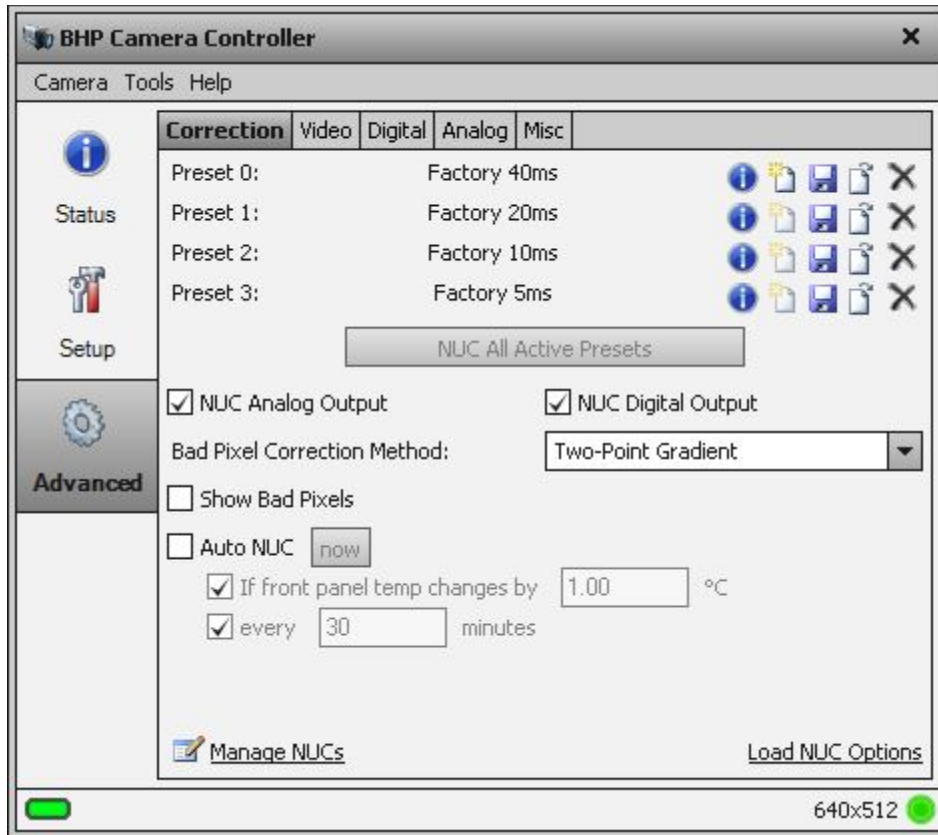 BHP Camera Controller
Camera Tools Help
Status
Setup
Advanced
Correction Video Digital Analog Misc
Preset 0: Factory 40ms
Preset 1: Factory 20ms
Preset 2: Factory 10ms
Preset 3: Factory 5ms
NUC All Active Presets
NUC Analog Output NUC Digital Output
Bad Pixel Correction Method: Two-Point Gradient
Show Bad Pixels
Auto NUC now
If front panel temp changes by 1.00 °C
every 30 minutes
Manage NUCs Load NUC Options
640x512